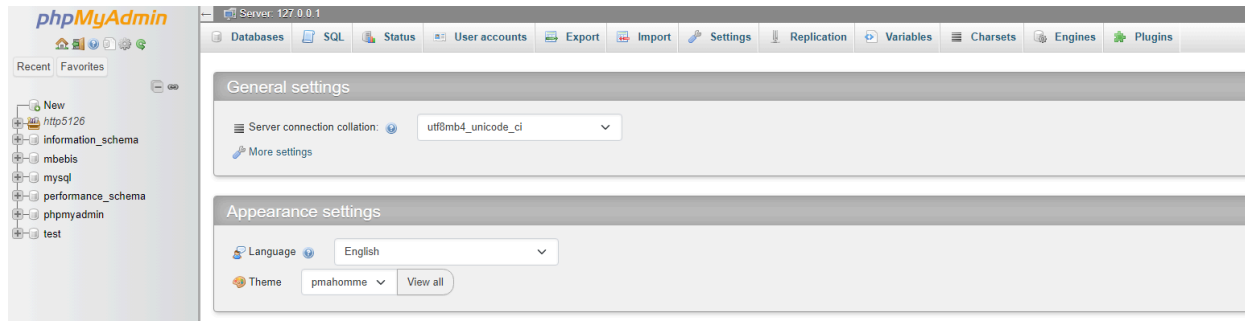 phpMyAdmin
Recent Favorites
New
http5126
information_schema
mbebis
mysql
performance_schema
phpmyadmin
test
Server: 127.0.0.1
Databases SQL Status User accounts Export Import Settings Replication Variables Charsets Engines Plugins
General settings
Server connection collation: utf8mb4_unicode_ci
More settings
Appearance settings
Language English
Theme pmahomme View all